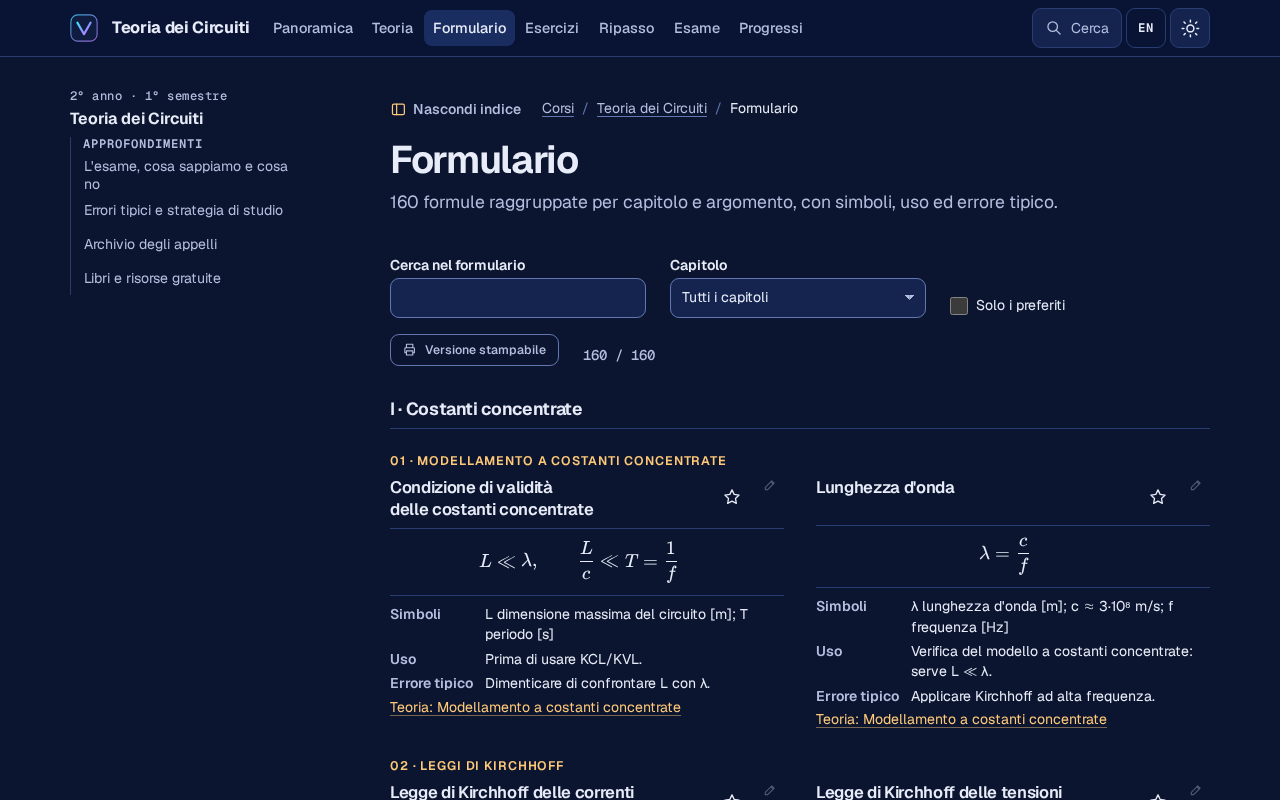 Teoria dei Circuiti
Panoramica
Teoria
Formulario
Esercizi
Ripasso
Esame
Progressi
Cerca
EN
2º anno · 1º semestre
Teoria dei Circuiti
APPROFONDIMENTI
L'esame, cosa sappiamo e cosa
no
Errori tipici e strategia di studio
Archivio degli appelli
Libri e risorse gratuite
Nascondi indice
Corsi / Teoria dei Circuiti / Formulario
Formulario
160 formule raggruppate per capitolo e argomento, con simboli, uso ed errore tipico.
Cerca nel formulario
Capitolo
Tutti i capitoli
Solo i preferiti
Versione stampabile
160 / 160
I · Costanti concentrate
01 · MODELLAMENTO A COSTANTI CONCENTRATE
Condizione di validità
delle costanti concentrate
L ≪ λ, L/c ≪ T = 1/f
Simboli
L dimensione massima del circuito [m]; T
periodo [s]
Uso
Prima di usare KCL/KVL.
Errore tipico
Dimenticare di confrontare L con λ.
Teoria: Modellamento a costanti concentrate
Lunghezza d'onda
λ = c/f
Simboli
λ lunghezza d'onda [m]; c ≈ 3·10⁸ m/s; f
frequenza [Hz]
Uso
Verifica del modello a costanti concentrate:
serve L ≪ λ.
Errore tipico
Applicare Kirchhoff ad alta frequenza.
Teoria: Modellamento a costanti concentrate
02 · LEGGI DI KIRCHHOFF
Legge di Kirchhoff delle correnti
Legge di Kirchhoff delle tensioni